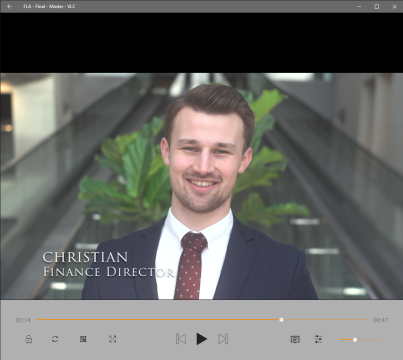 FLA - Final - Master - VLC
CHRISTIAN
FINANCE DIRECTOR
00:14
00:47